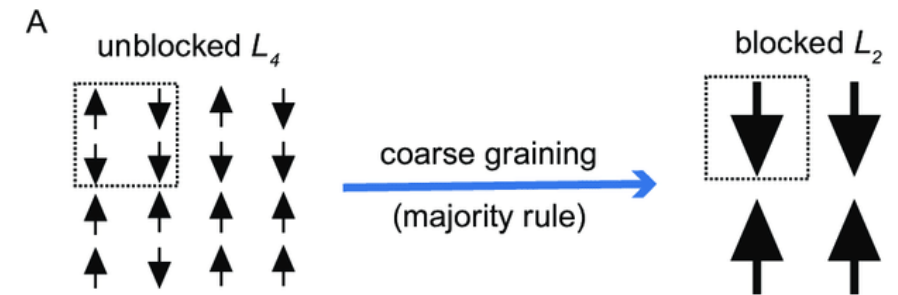 A
unblocked L₄
blocked L₂
coarse graining
(majority rule)